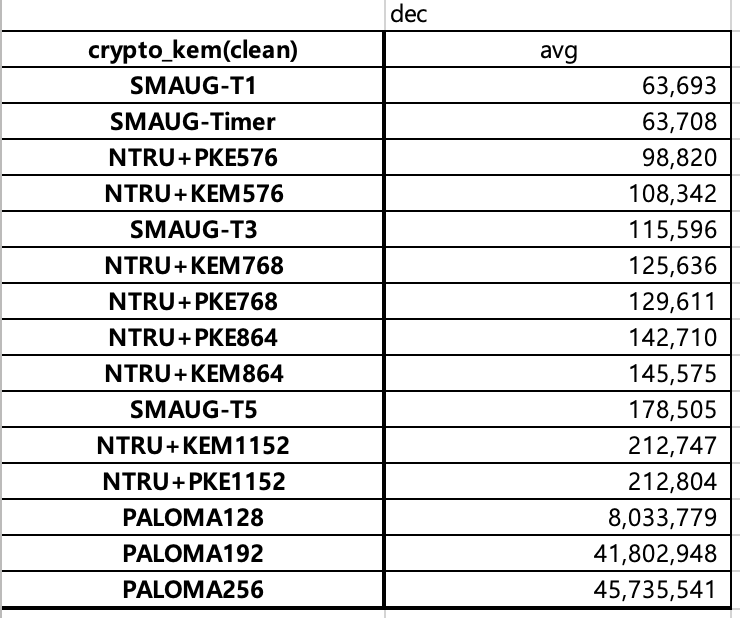 dec
crypto_kem(clean) avg
SMAUG-T1 63,693
SMAUG-Timer 63,708
NTRU+PKE576 98,820
NTRU+KEM576 108,342
SMAUG-T3 115,596
NTRU+KEM768 125,636
NTRU+PKE768 129,611
NTRU+PKE864 142,710
NTRU+KEM864 145,575
SMAUG-T5 178,505
NTRU+KEM1152 212,747
NTRU+PKE1152 212,804
PALOMA128 8,033,779
PALOMA192 41,802,948
PALOMA256 45,735,541